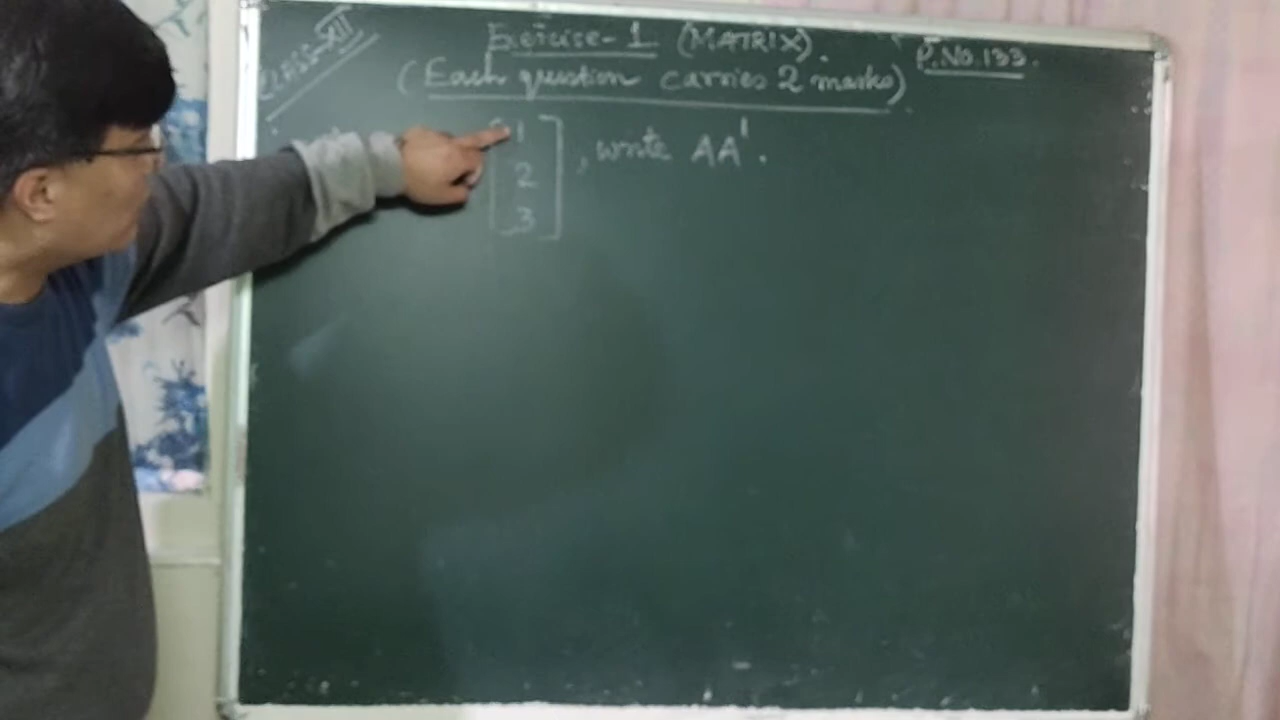 Class-XII
Exercise-1 (MATRIX).
P.No.133.
(Each question carries 2 marks)
[1
2
3], write AA'.